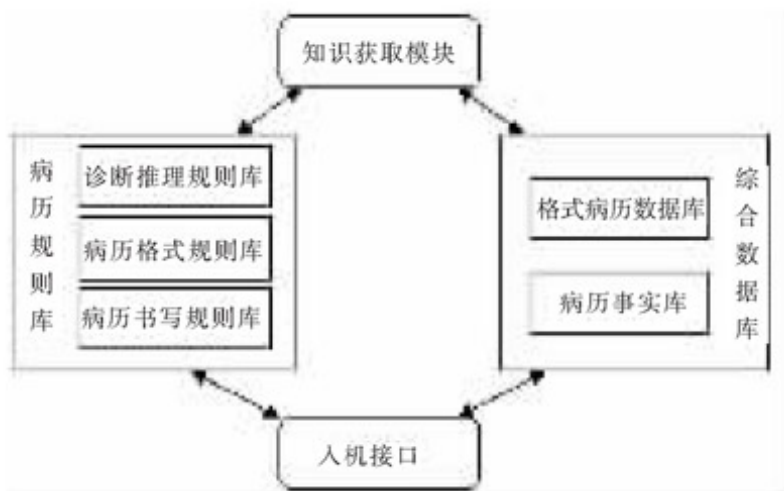 知识获取模块
病历规则库
诊断推理规则库
病历格式规则库
病历书写规则库
综合数据库
格式病历数据库
病历事实库
人机接口